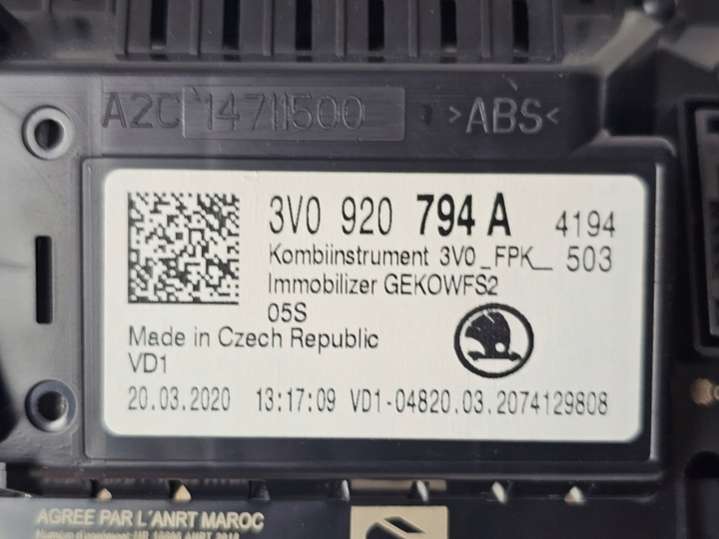 A2C 14711500 >ABS<
3V0 920 794 A 4194
Kombiinstrument 3V0_FPK_ 503
Immobilizer GEKOWFS2
05S
Made in Czech Republic
VD1
20.03.2020 13:17:09 VD1-04820.03.2074129808
AGREE PAR L'ANRT MAROC